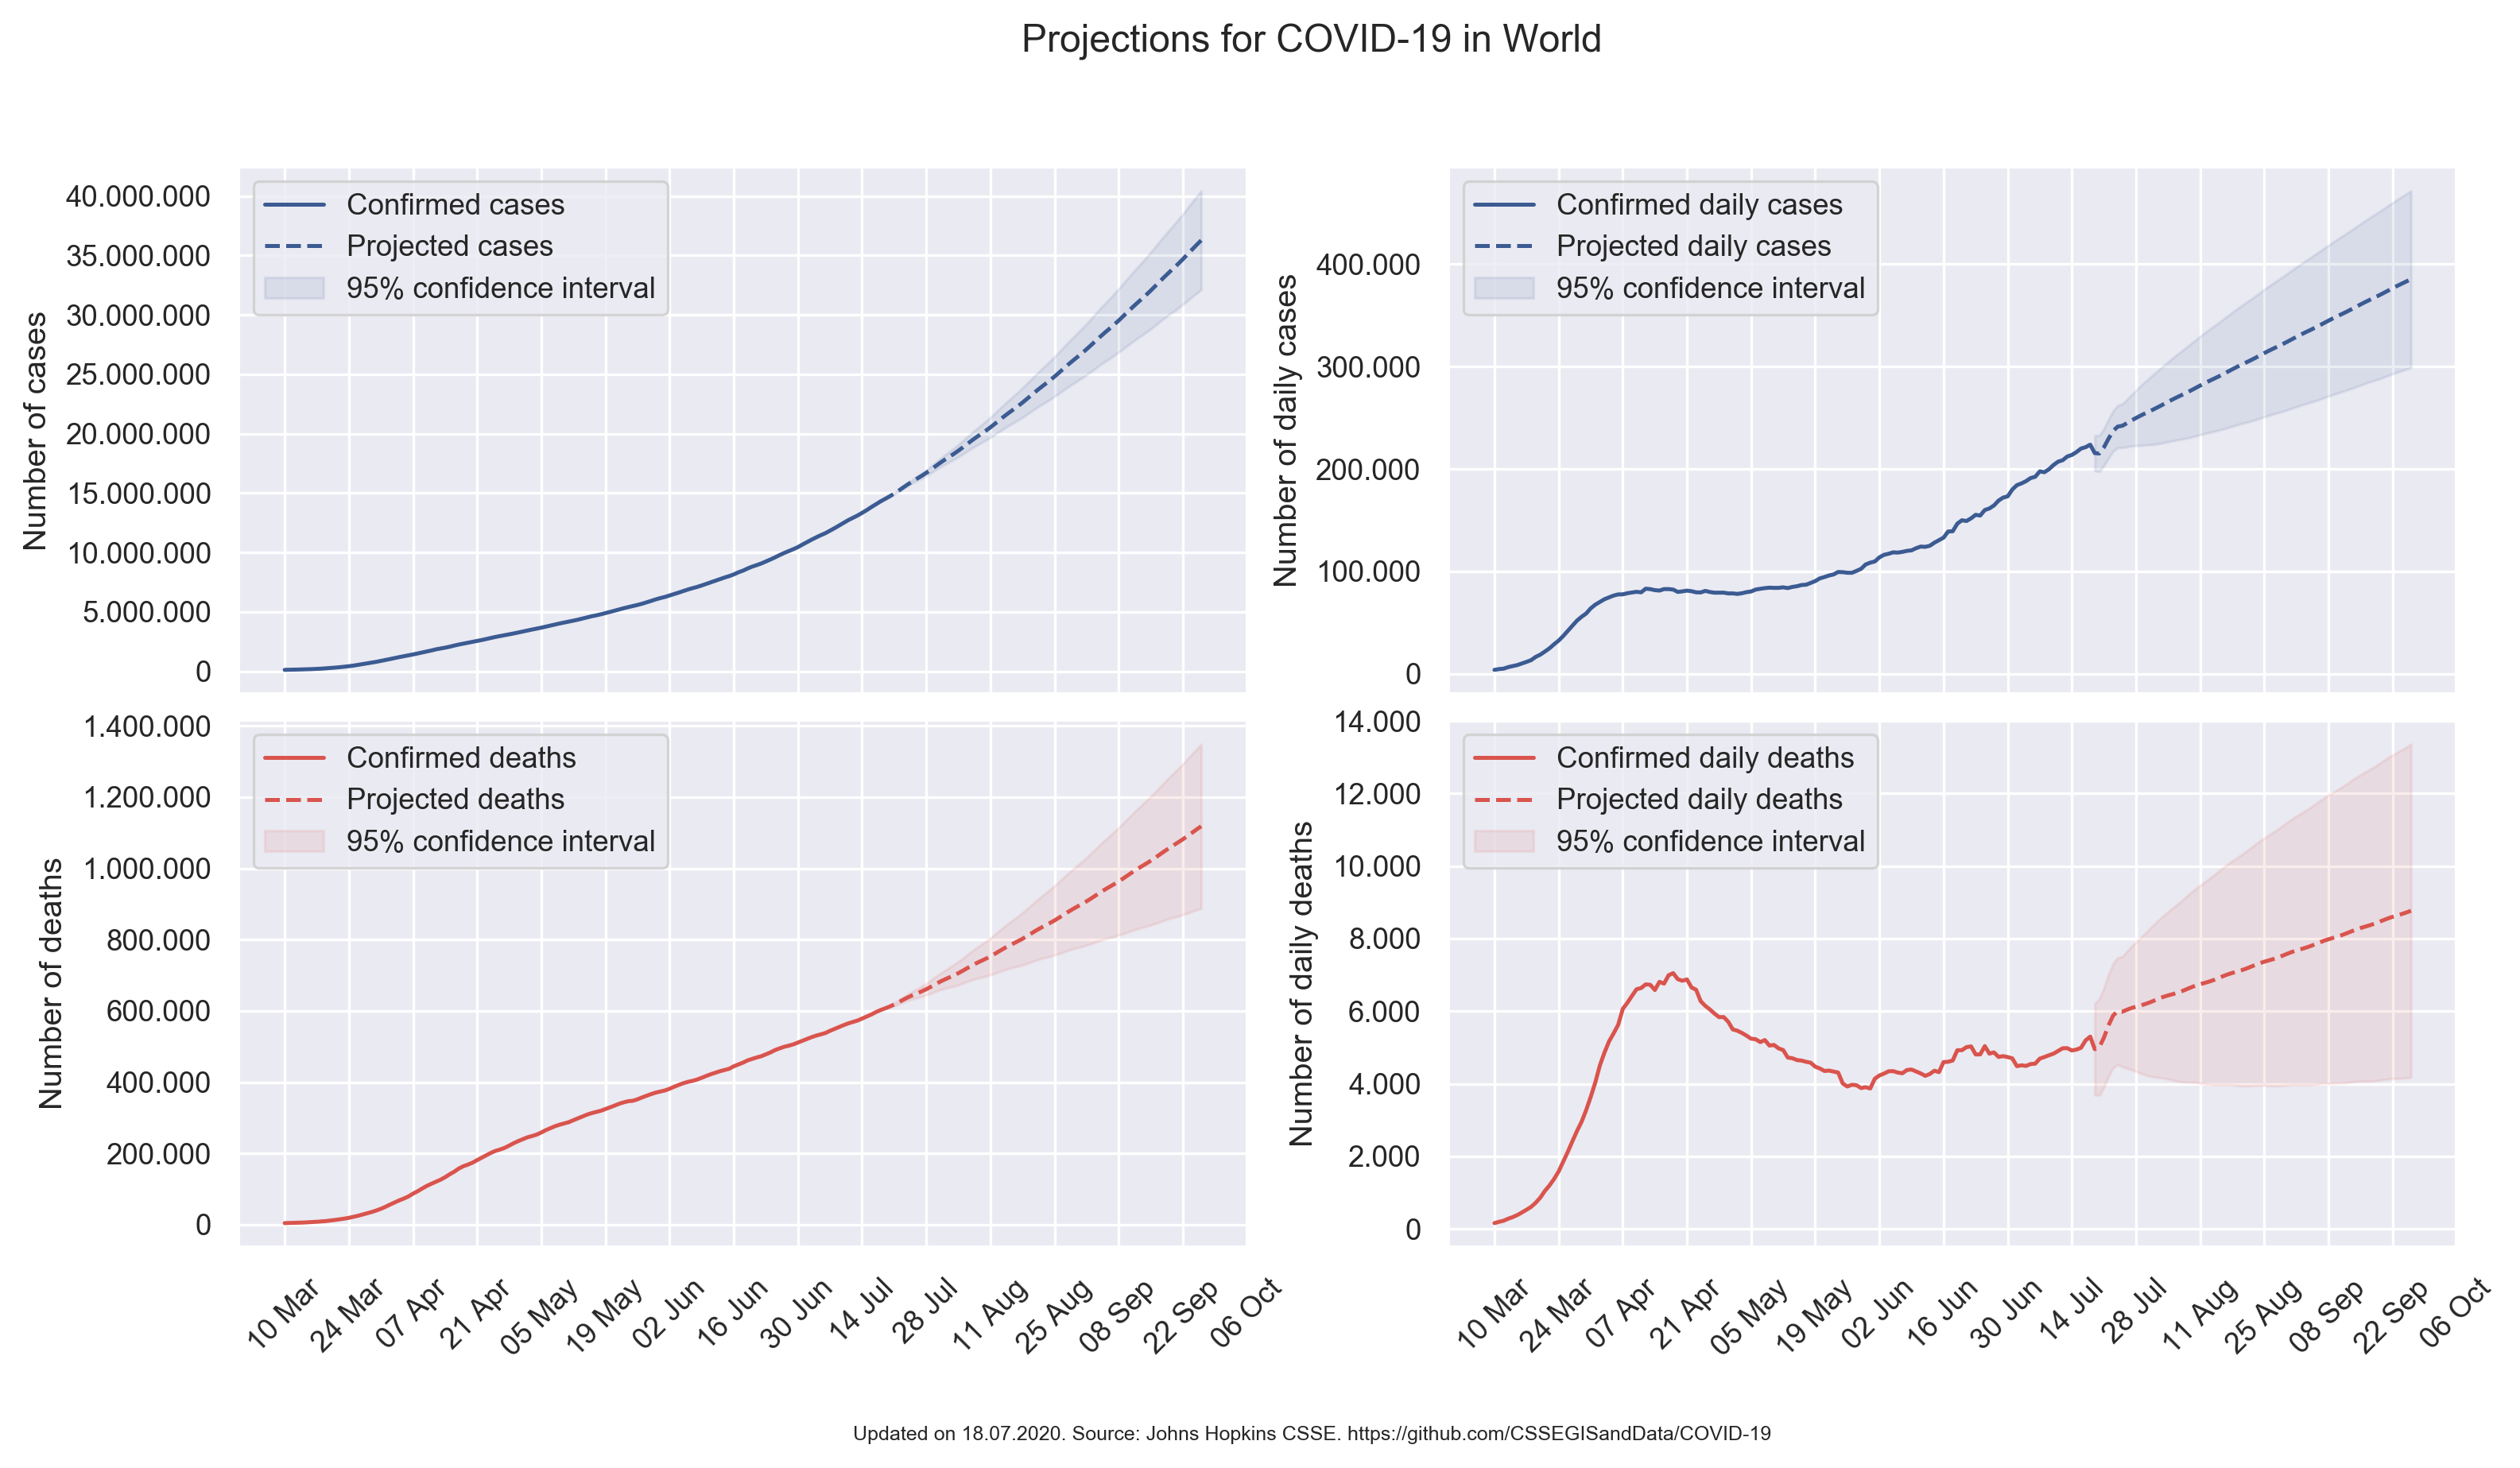 Projections for COVID-19 in World
40.000.000
35.000.000
30.000.000
25.000.000
20.000.000
15.000.000
10.000.000
5.000.000
0
Number of cases
Confirmed cases
Projected cases
95% confidence interval
400.000
300.000
200.000
100.000
0
Number of daily cases
Confirmed daily cases
Projected daily cases
95% confidence interval
1.400.000
1.200.000
1.000.000
800.000
600.000
400.000
200.000
0
Number of deaths
Confirmed deaths
Projected deaths
95% confidence interval
10 Mar
24 Mar
07 Apr
21 Apr
05 May
19 May
02 Jun
16 Jun
30 Jun
14 Jul
28 Jul
11 Aug
25 Aug
08 Sep
22 Sep
06 Oct
14.000
12.000
10.000
8.000
6.000
4.000
2.000
0
Number of daily deaths
Confirmed daily deaths
Projected daily deaths
95% confidence interval
10 Mar
24 Mar
07 Apr
21 Apr
05 May
19 May
02 Jun
16 Jun
30 Jun
14 Jul
28 Jul
11 Aug
25 Aug
08 Sep
22 Sep
06 Oct
Updated on 18.07.2020. Source: Johns Hopkins CSSE. https://github.com/CSSEGISandData/COVID-19